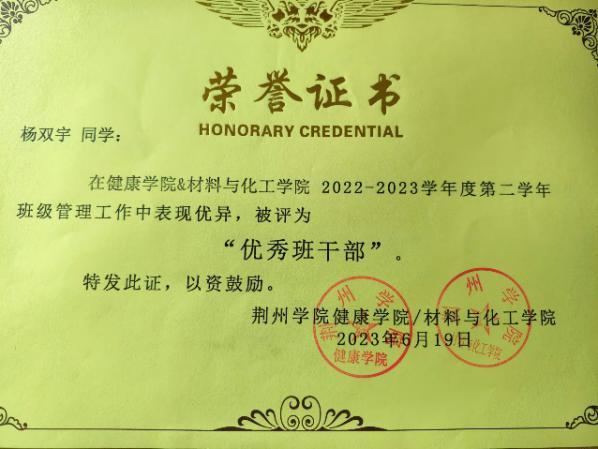 荣誉证书
HONORARY CREDENTIAL
杨双宇 同学：
在健康学院&材料与化工学院 2022-2023学年度第二学年
班级管理工作中表现优异，被评为
“优秀班干部”。
特发此证，以资鼓励。
荆州学院健康学院/材料与化工学院
2023年6月19日
荆州学院
健康学院